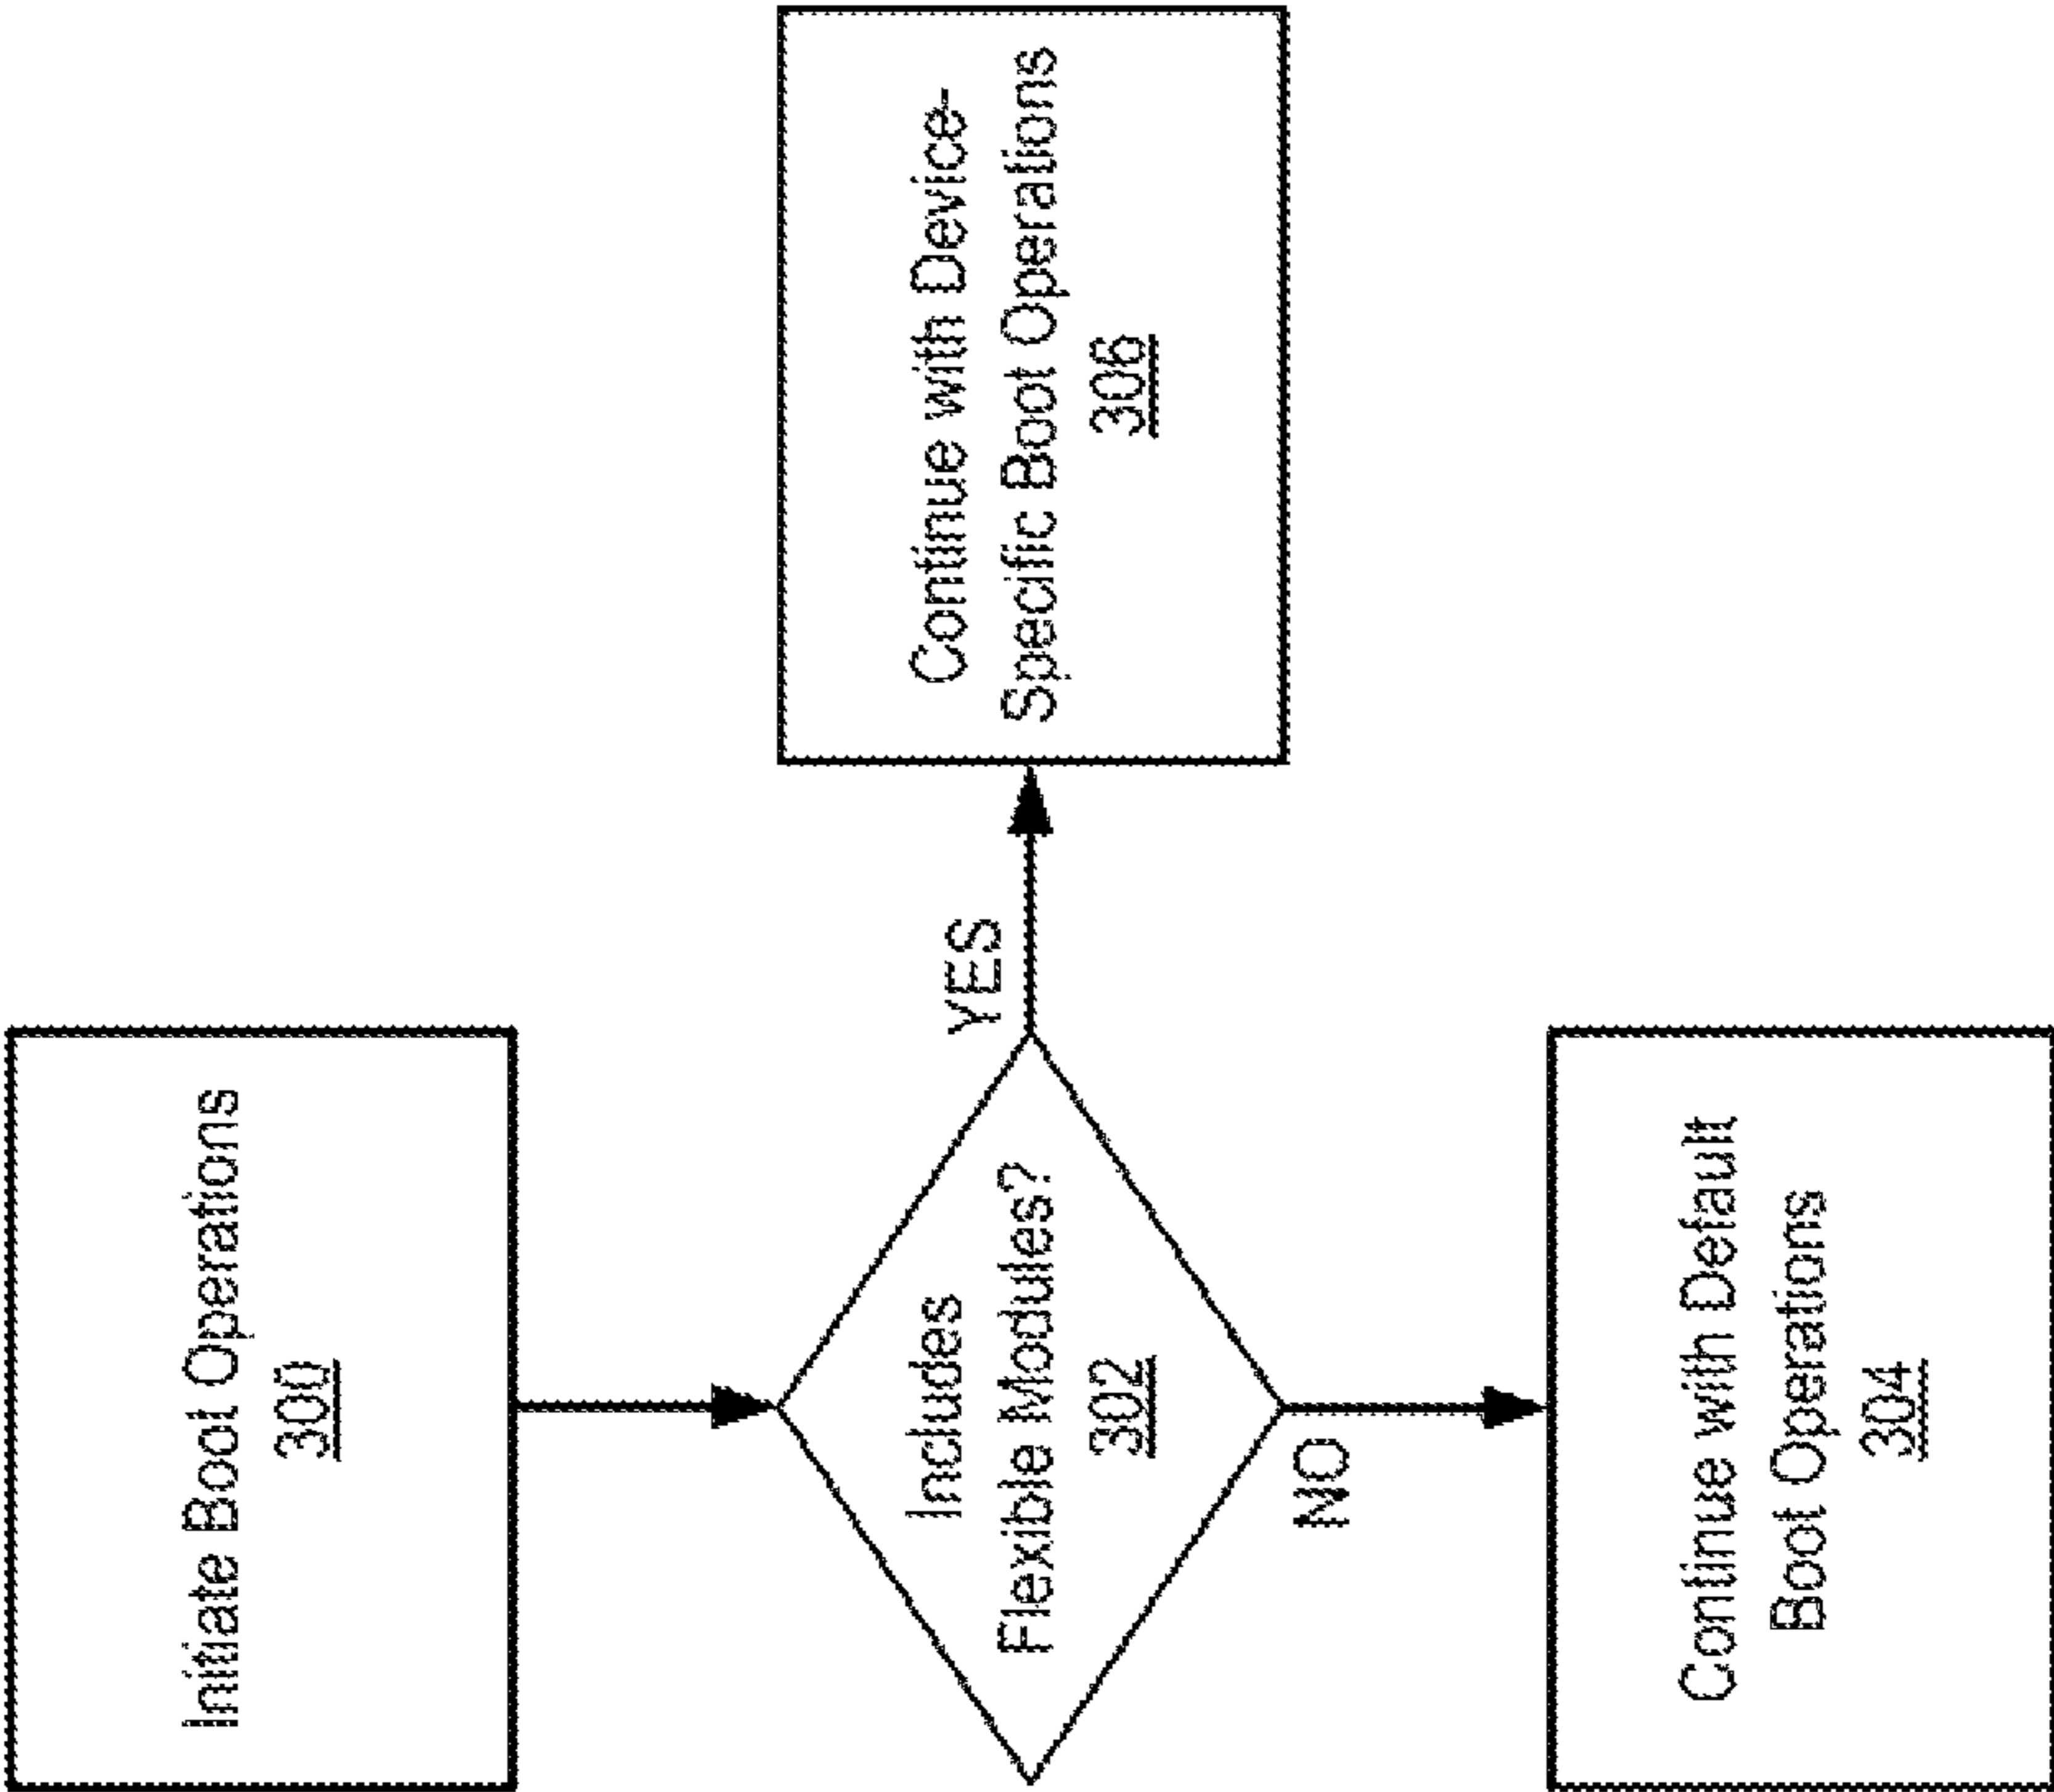 Initiate Boot Operations
300
Includes
Flexible Modules?
302
YES
NO
Continue with Device-
Specific Boot Operations
306
Continue with Default
Boot Operations
304